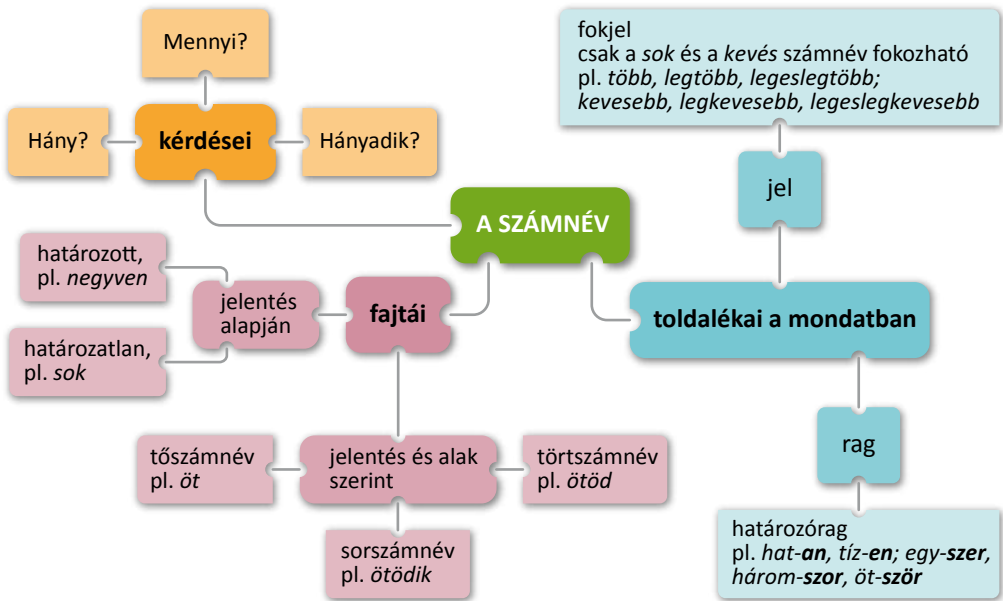 Mennyi?
Hány?
kérdései
Hányadik?
A SZÁMNÉV
határozott,
pl. negyven
határozatlan,
pl. sok
jelentés
alapján
fajtái
tőszámnév
pl. öt
jelentés és alak
szerint
törtszámnév
pl. ötöd
sorszámnév
pl. ötödik
fokjel
csak a sok és a kevés számnév fokozható
pl. több, legtöbb, legeslegtöbb;
kevesebb, legkevesebb, legeslegkevesebb
jel
toldalékai a mondatban
rag
határozórag
pl. hat-an, tíz-en; egy-szer,
három-szor, öt-ször